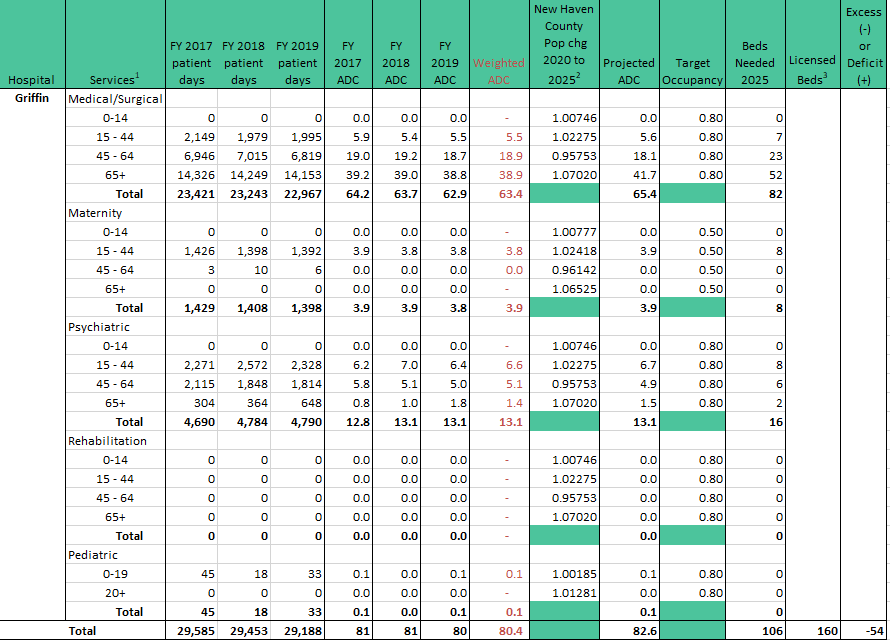 Hospital Services¹ FY 2017 patient days FY 2018 patient days FY 2019 patient days FY 2017 ADC FY 2018 ADC FY 2019 ADC Weighted ADC New Haven County Pop chg 2020 to 2025² Projected ADC Target Occupancy Beds Needed 2025 Licensed Beds³ Excess (-) or Deficit (+)
Griffin Medical/Surgical
0-14 0 0 0 0.0 0.0 0.0 - 1.00746 0.0 0.80 0
15 - 44 2,149 1,979 1,995 5.9 5.4 5.5 5.5 1.02275 5.6 0.80 7
45 - 64 6,946 7,015 6,819 19.0 19.2 18.7 18.9 0.95753 18.1 0.80 23
65+ 14,326 14,249 14,153 39.2 39.0 38.8 38.9 1.07020 41.7 0.80 52
Total 23,421 23,243 22,967 64.2 63.7 62.9 63.4 65.4 82
Maternity
0-14 0 0 0 0.0 0.0 0.0 - 1.00777 0.0 0.50 0
15 - 44 1,426 1,398 1,392 3.9 3.8 3.8 3.8 1.02418 3.9 0.50 8
45 - 64 3 10 6 0.0 0.0 0.0 0.0 0.96142 0.0 0.50 0
65+ 0 0 0 0.0 0.0 0.0 - 1.06525 0.0 0.50 0
Total 1,429 1,408 1,398 3.9 3.9 3.8 3.9 3.9 8
Psychiatric
0-14 0 0 0 0.0 0.0 0.0 - 1.00746 0.0 0.80 0
15 - 44 2,271 2,572 2,328 6.2 7.0 6.4 6.6 1.02275 6.7 0.80 8
45 - 64 2,115 1,848 1,814 5.8 5.1 5.0 5.1 0.95753 4.9 0.80 6
65+ 304 364 648 0.8 1.0 1.8 1.4 1.07020 1.5 0.80 2
Total 4,690 4,784 4,790 12.8 13.1 13.1 13.1 13.1 16
Rehabilitation
0-14 0 0 0 0.0 0.0 0.0 - 1.00746 0.0 0.80 0
15 - 44 0 0 0 0.0 0.0 0.0 - 1.02275 0.0 0.80 0
45 - 64 0 0 0 0.0 0.0 0.0 - 0.95753 0.0 0.80 0
65+ 0 0 0 0.0 0.0 0.0 - 1.07020 0.0 0.80 0
Total 0 0 0 0.0 0.0 0.0 - 0.0 0
Pediatric
0-19 45 18 33 0.1 0.0 0.1 0.1 1.00185 0.1 0.80 0
20+ 0 0 0 0.0 0.0 0.0 - 1.01281 0.0 0.80 0
Total 45 18 33 0.1 0.0 0.1 0.1 0.1 0
Total 29,585 29,453 29,188 81 81 80 80.4 82.6 106 160 -54